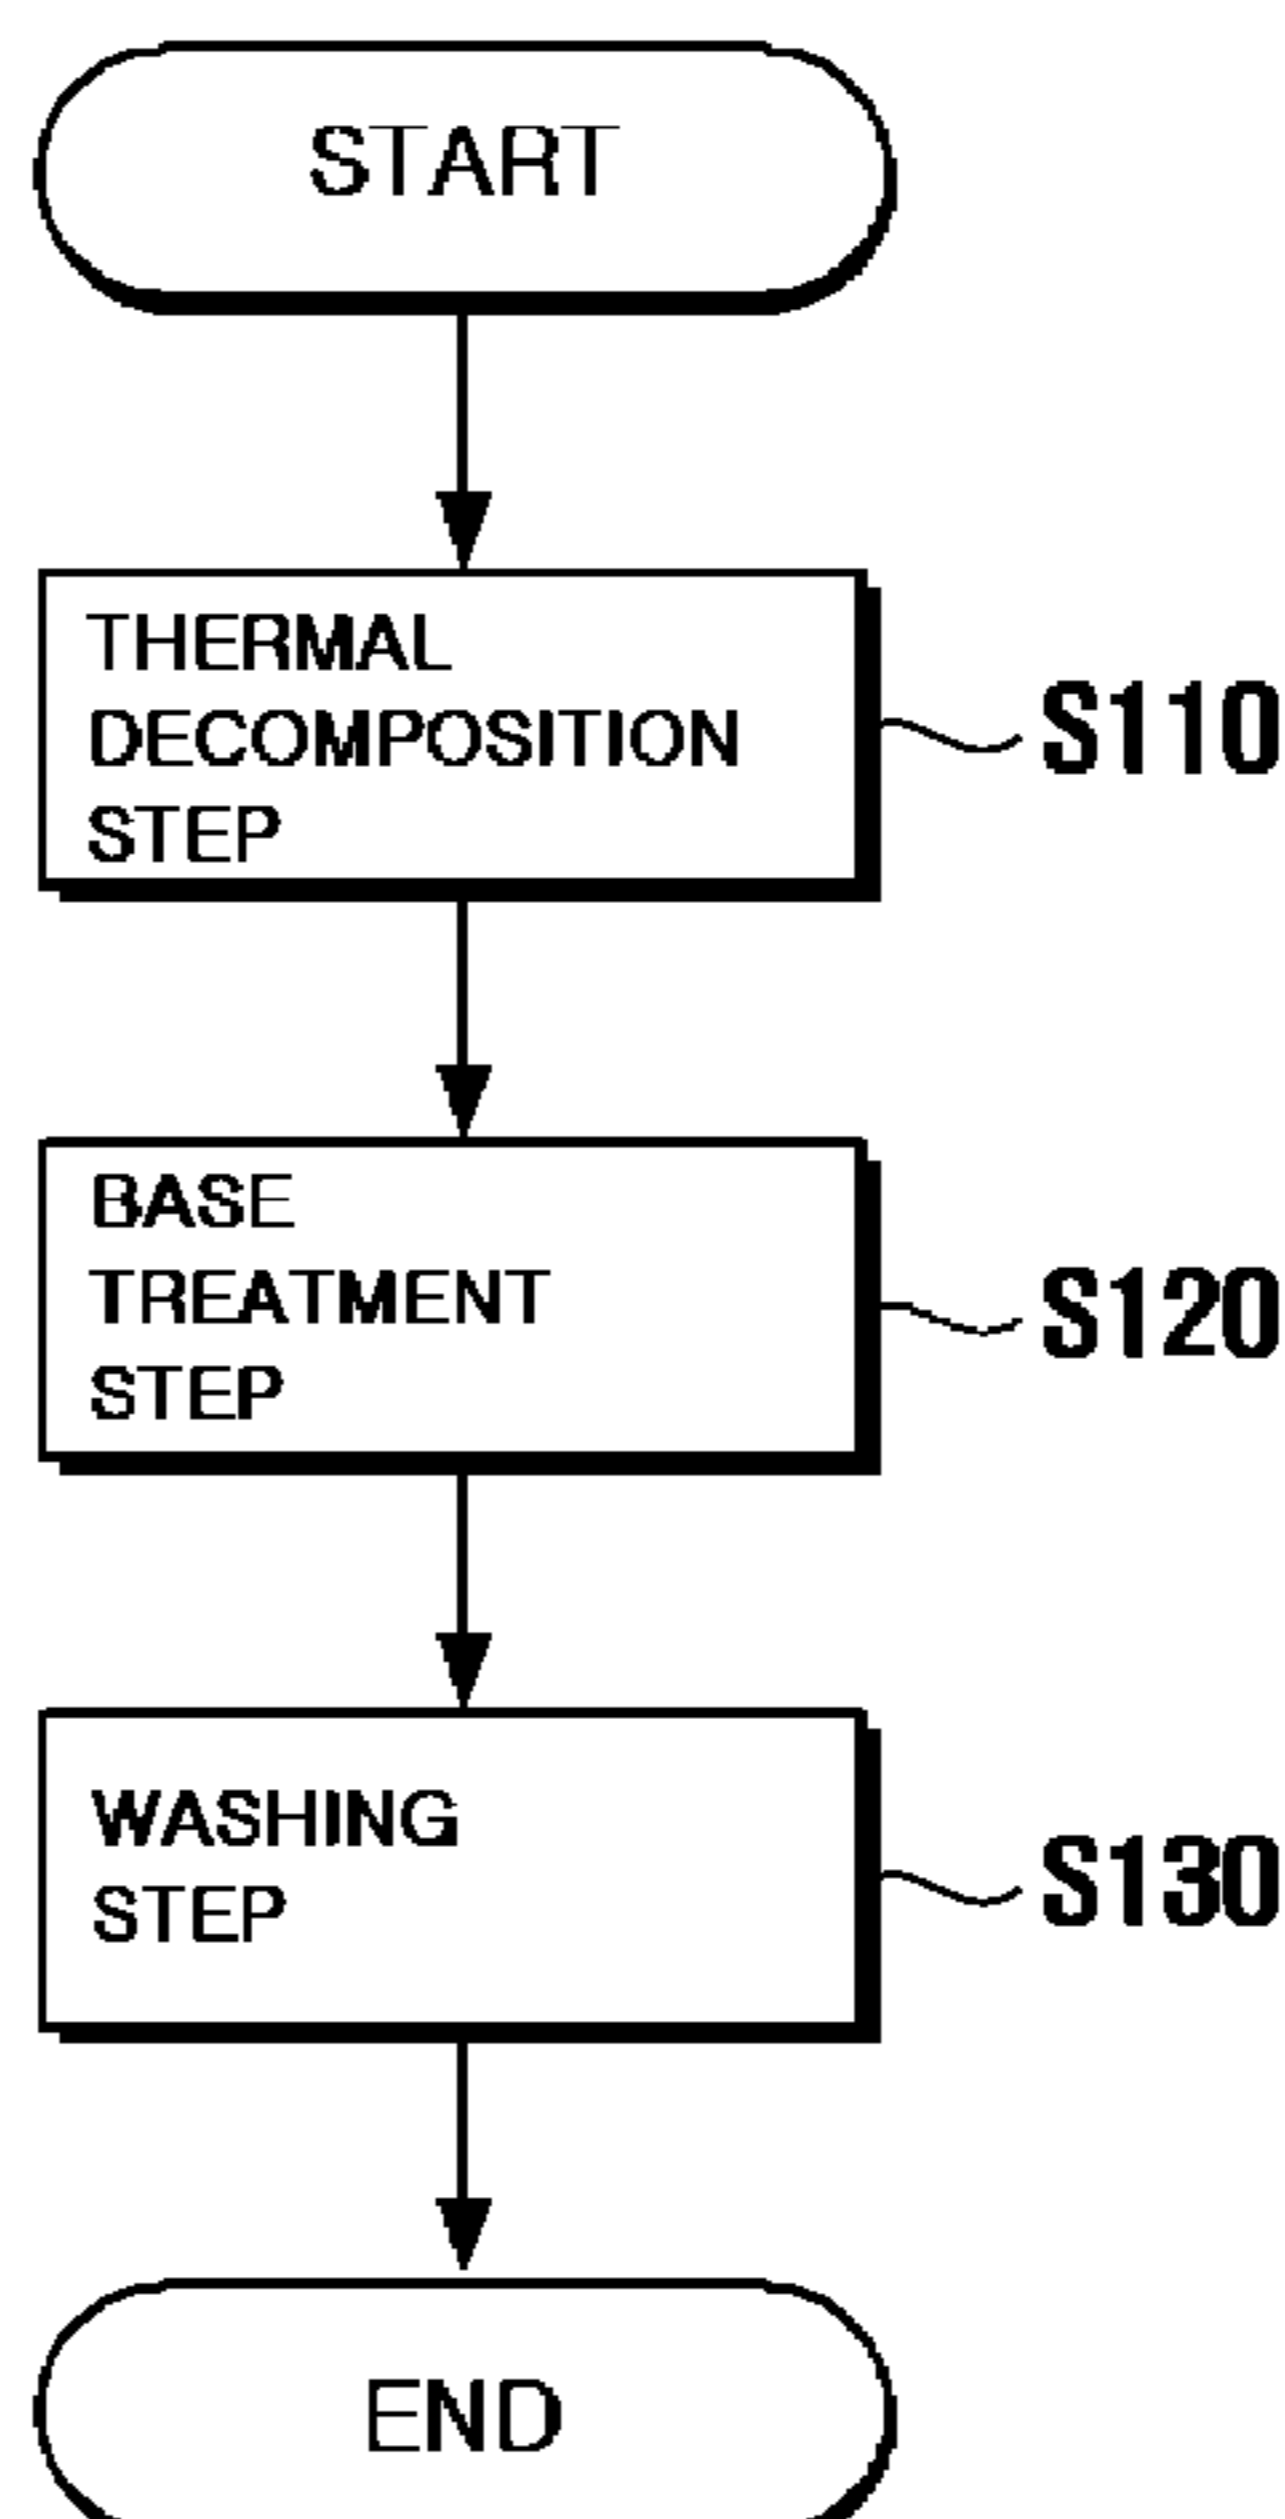 START
THERMAL
DECOMPOSITION
STEP
S110
BASE
TREATMENT
STEP
S120
WASHING
STEP
S130
END